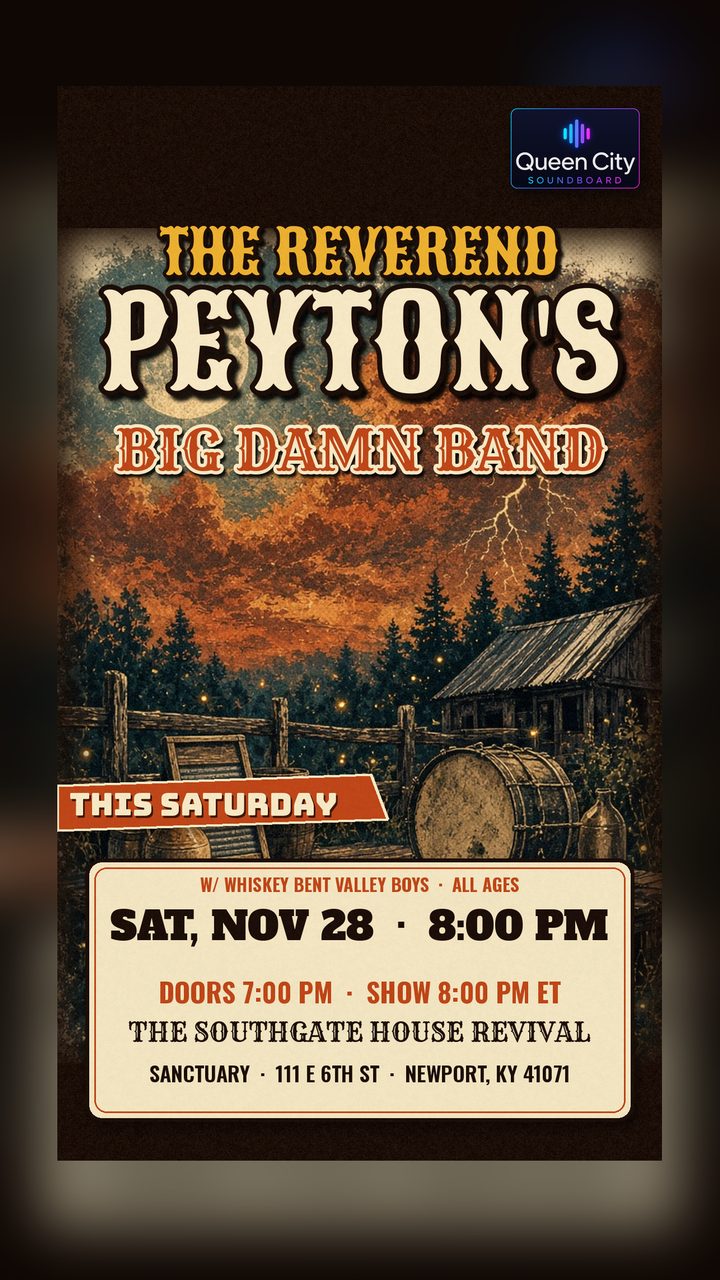 Queen City
SOUNDBOARD
THE REVEREND
PEYTON'S
BIG DAMN BAND
THIS SATURDAY
W/ WHISKEY BENT VALLEY BOYS · ALL AGES
SAT, NOV 28 · 8:00 PM
DOORS 7:00 PM · SHOW 8:00 PM ET
THE SOUTHGATE HOUSE REVIVAL
SANCTUARY · 111 E 6TH ST · NEWPORT, KY 41071